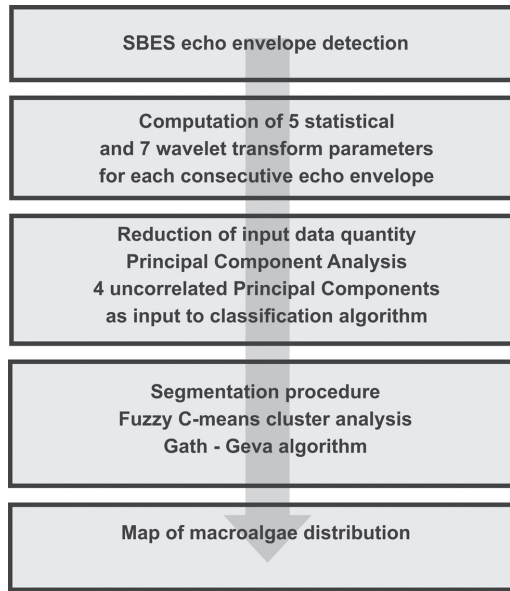 SBES echo envelope detection
Computation of 5 statistical
and 7 wavelet transform parameters
for each consecutive echo envelope
Reduction of input data quantity
Principal Component Analysis
4 uncorrelated Principal Components
as input to classification algorithm
Segmentation procedure
Fuzzy C-means cluster analysis
Gath - Geva algorithm
Map of macroalgae distribution